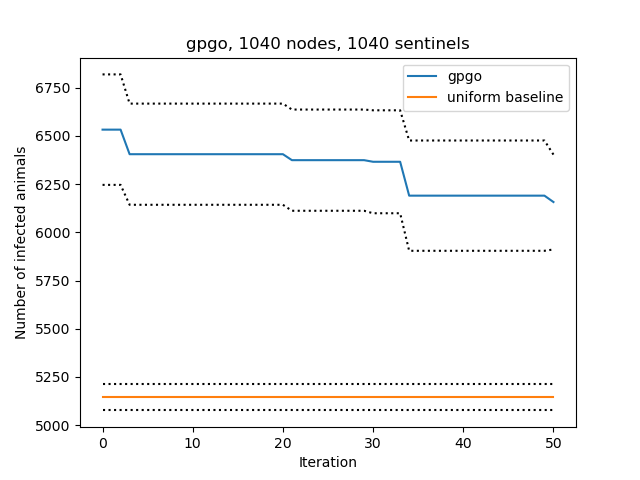 gpgo, 1040 nodes, 1040 sentinels
gpgo
uniform baseline
Number of infected animals
6750
6500
6250
6000
5750
5500
5250
5000
0 10 20 30 40 50
Iteration